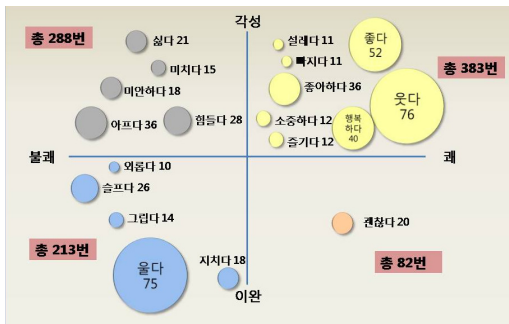 각성
총 288번
싫다 21
미치다 15
미안하다 18
아프다 36
힘들다 28
설레다 11
빠지다 11
좋아하다 36
소중하다 12
즐기다 12
좋다
52
웃다
76
행복
하다
40
총 383번
불쾌
쾌
외롭다 10
슬프다 26
그립다 14
울다
75
지치다 18
총 213번
괜찮다 20
총 82번
이완